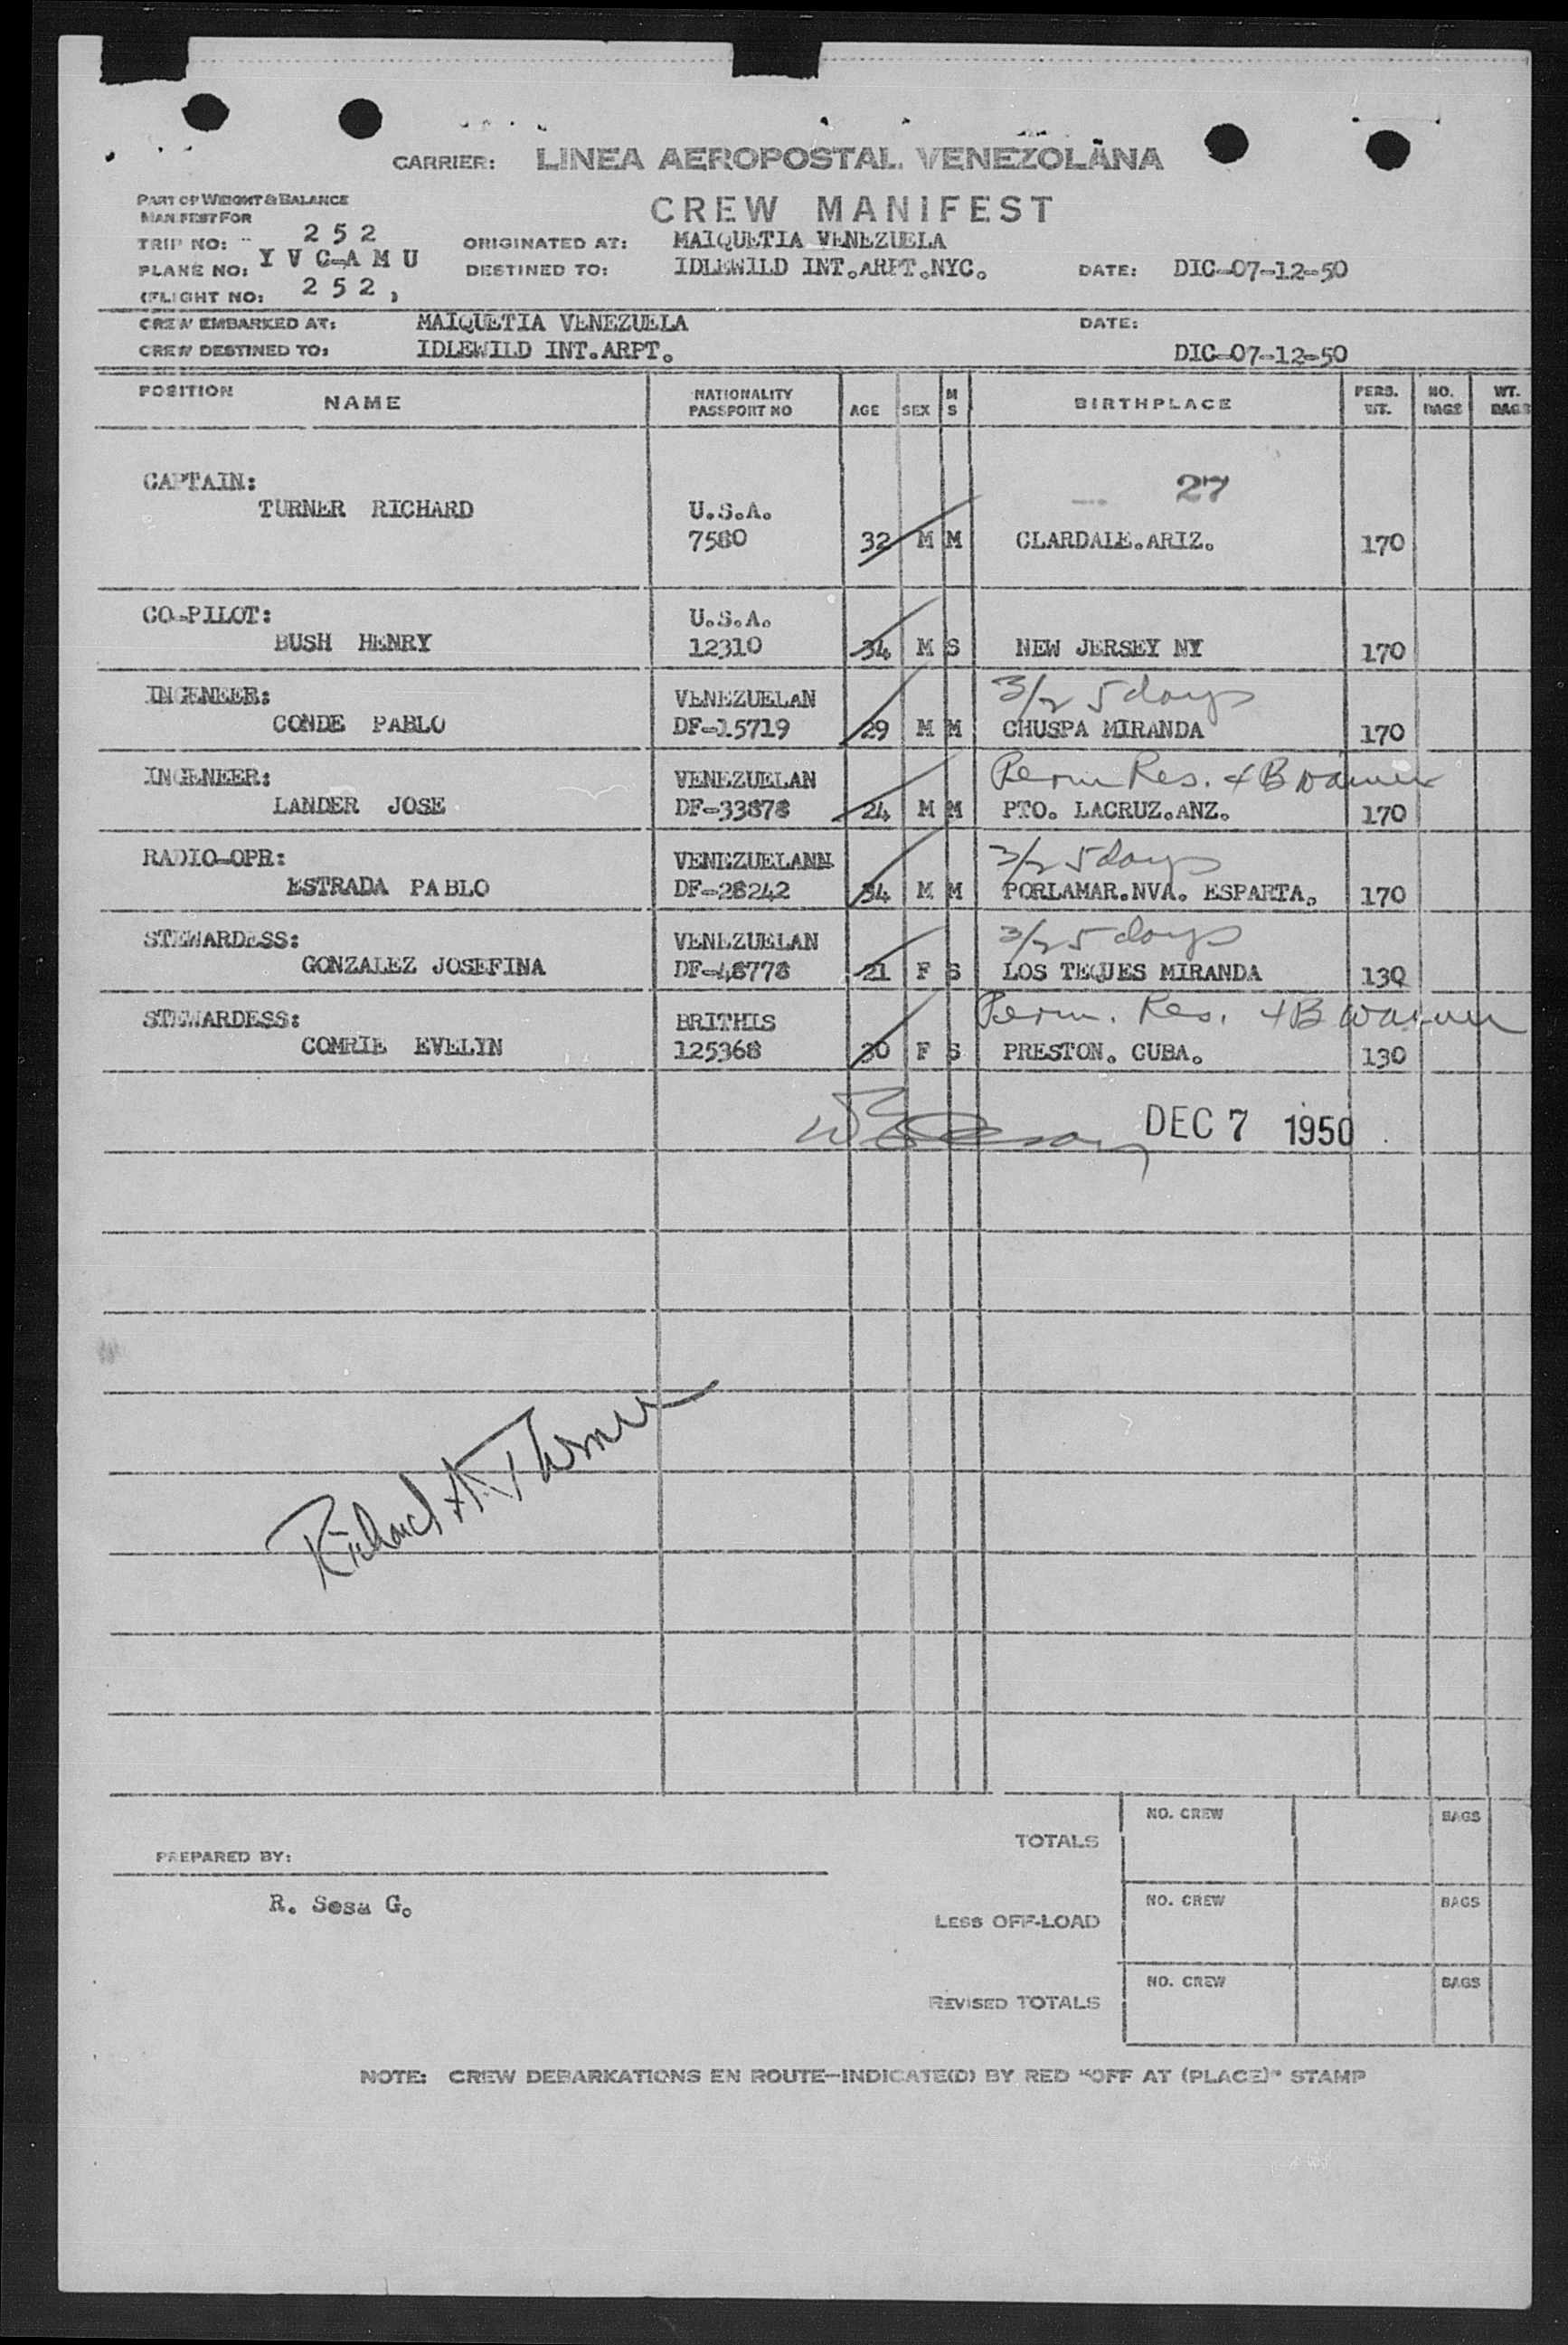 CARRIER: LINEA AEROPOSTAL VENEZOLANA
PART OF WEIGHT & BALANCE
MANIFEST FOR
CREW MANIFEST
TRIP NO: 252
ORIGINATED AT: MAIQUETIA VENEZUELA
PLANE NO: YVC-AMU
DESTINED TO: IDLEWILD INT.ARPT.NYC. DATE: DIC-07-12-50
(FLIGHT NO: 252)
CREW EMBARKED AT: MAIQUETIA VENEZUELA DATE:
CREW DESTINED TO: IDLEWILD INT.ARPT. DIC-07-12-50
POSITION NAME NATIONALITY PASSPORT NO AGE SEX M S BIRTHPLACE PERS. WT. NO. BAGS WT. BAGS
27
CAPTAIN:
TURNER RICHARD U.S.A.
7580 32 M M CLARDALE.ARIZ. 170
CO-PILOT: U.S.A.
BUSH HENRY 12310 34 M S NEW JERSEY NY 170
INGENEER: VENEZUELAN 3/2 5 days
CONDE PABLO DF-15719 29 M M CHUSPA MIRANDA 170
INGENEER: VENEZUELAN Perm Res. & B
LANDER JOSE DF-33878 24 M M PTO. LACRUZ.ANZ. 170
RADIO-OPR: VENEZUELANN 3/2 5 days
ESTRADA PABLO DF-28242 34 M M PORLAMAR.NVA. ESPARTA. 170
STEWARDESS: VENEZUELAN 3/2 5 days
GONZALEZ JOSEFINA DF-48778 21 F S LOS TEQUES MIRANDA 130
STEWARDESS: BRITHIS Perm. Res. 4B waiver
COMRIE EVELYN 125368 30 F S PRESTON. CUBA. 130
DEC 7 1950
Richard A. Turner
TOTALS NO. CREW BAGS
PREPARED BY:
R. Sosa G.
LESS OFF-LOAD NO. CREW BAGS
REVISED TOTALS NO. CREW BAGS
NOTE: CREW DEBARKATIONS EN ROUTE—INDICATE(D) BY RED "OFF AT (PLACE)" STAMP